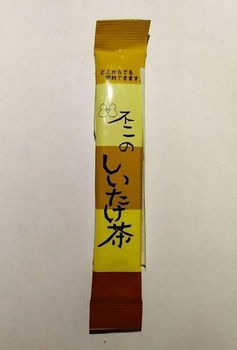 どこからでも
開封できます。
不二の
しいたけ茶